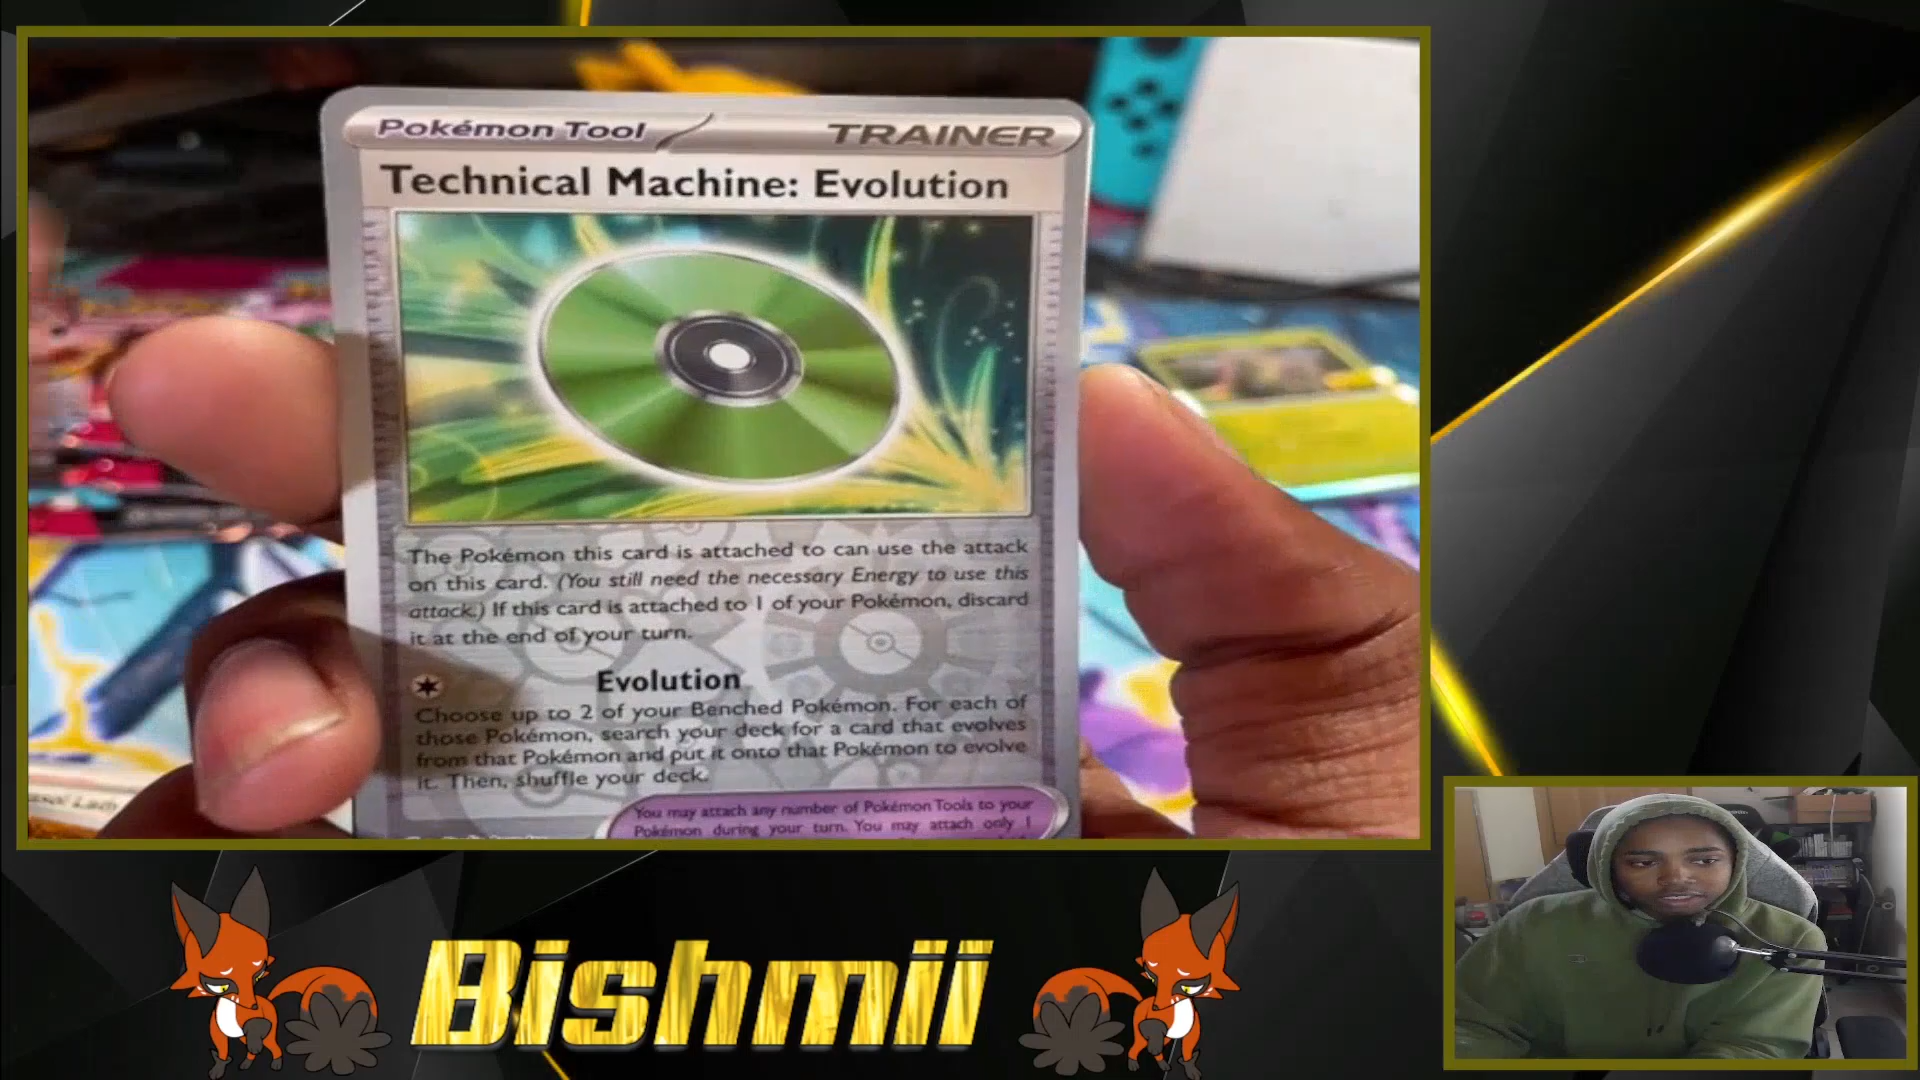 Pokémon Tool
TRAINER
Technical Machine: Evolution
The Pokémon this card is attached to can use the attack
on this card. (You still need the necessary Energy to use this
attack.) If this card is attached to 1 of your Pokémon, discard
it at the end of your turn.
Evolution
Choose up to 2 of your Benched Pokémon. For each of
those Pokémon, search your deck for a card that evolves
from that Pokémon and put it onto that Pokémon to evolve
it. Then, shuffle your deck.
You may attach any number of Pokémon Tools to your
Pokémon during your turn. You may attach only 1
Bishmii